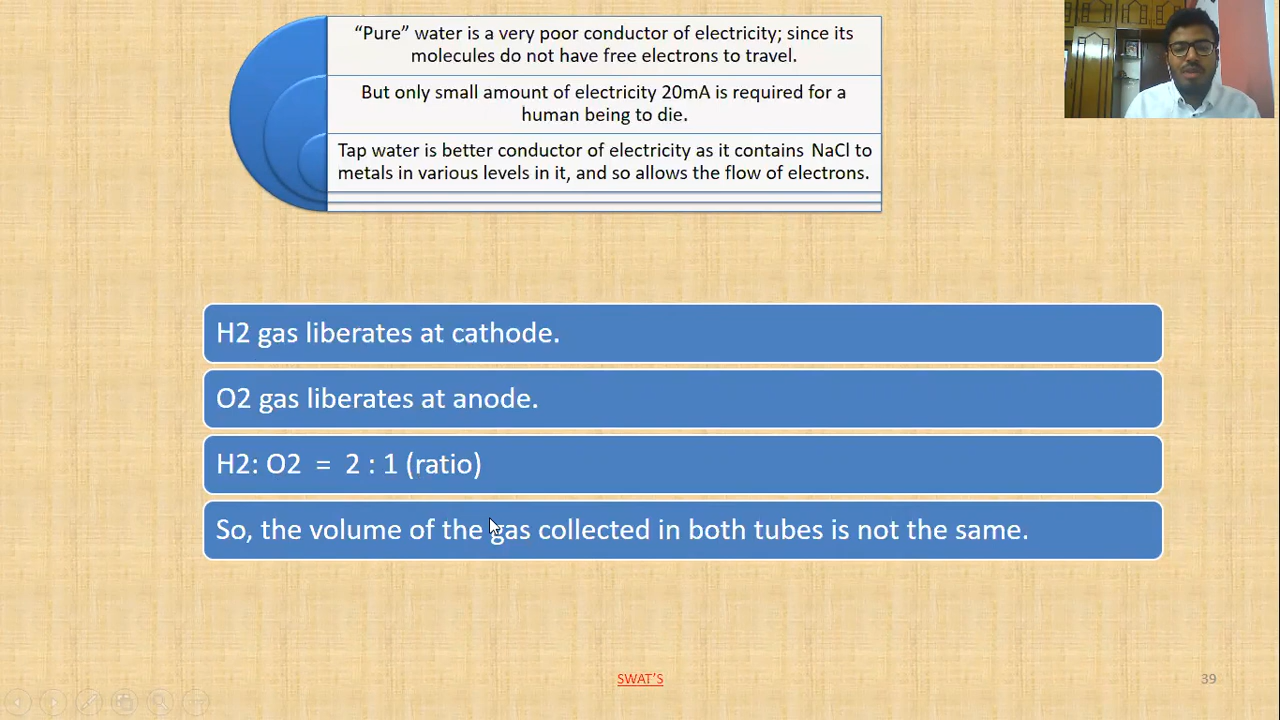 “Pure” water is a very poor conductor of electricity; since its
molecules do not have free electrons to travel.
But only small amount of electricity 20mA is required for a
human being to die.
Tap water is better conductor of electricity as it contains NaCl to
metals in various levels in it, and so allows the flow of electrons.
H2 gas liberates at cathode.
O2 gas liberates at anode.
H2: O2 = 2 : 1 (ratio)
So, the volume of the gas collected in both tubes is not the same.
SWAT'S
39